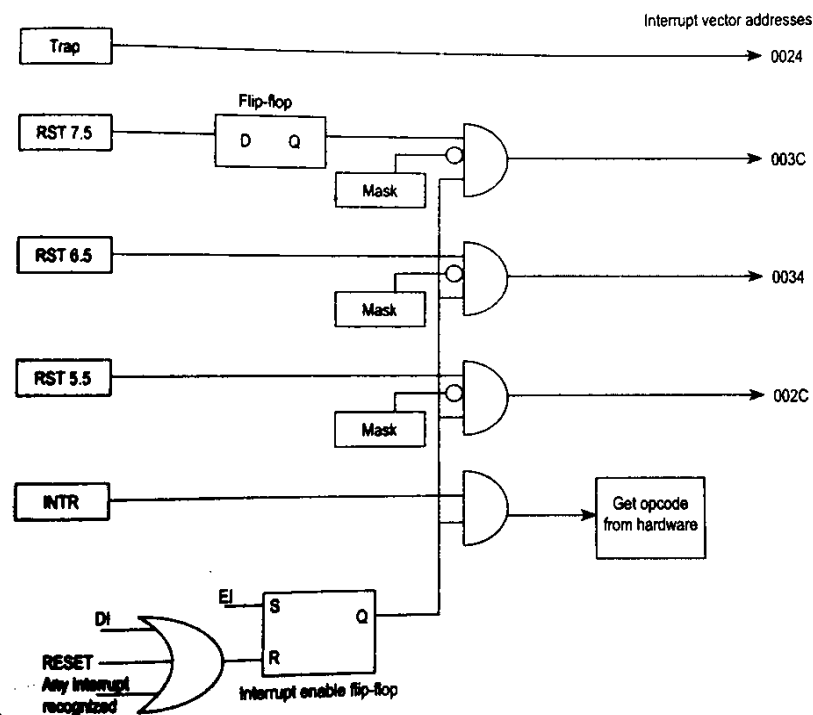 Interrupt vector addresses
Trap
0024
Flip-flop
RST 7.5
D Q
Mask
003C
RST 6.5
Mask
0034
RST 5.5
Mask
002C
INTR
Get opcode
from hardware
EI
S
Q
DI
RESET
R
Any interrupt
recognized
Interrupt enable flip-flop